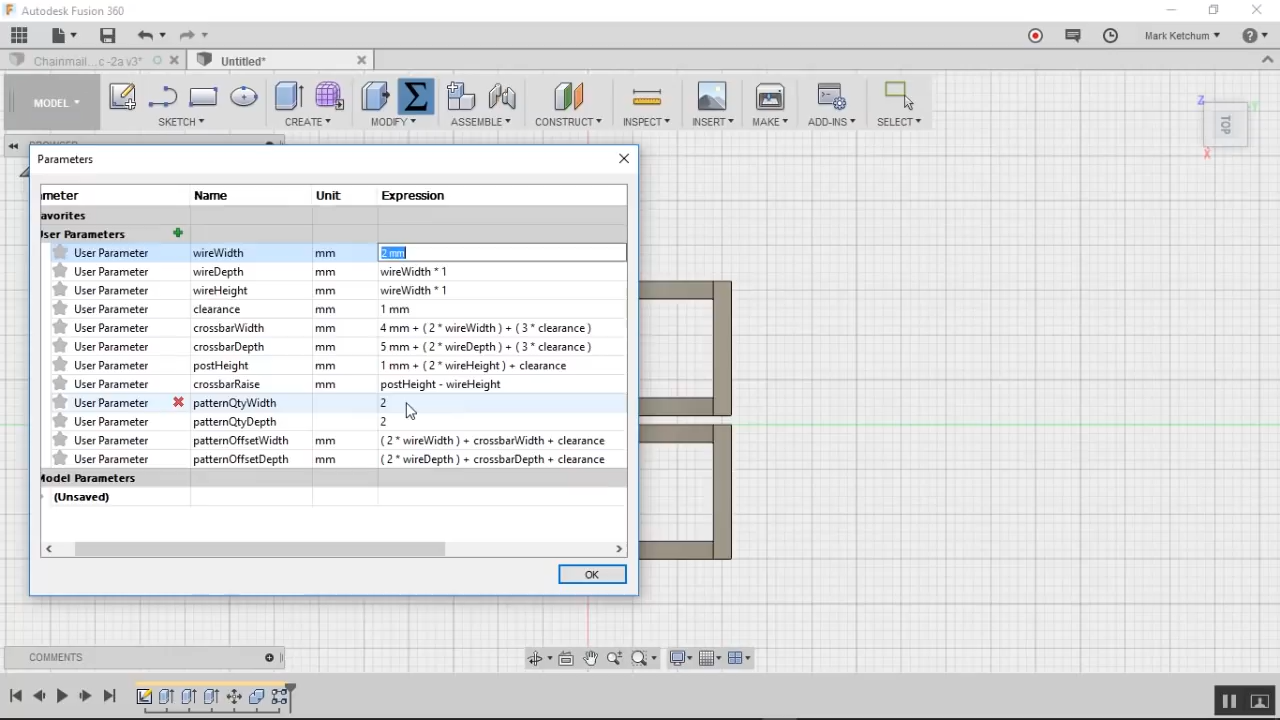 Autodesk Fusion 360
Mark Ketchum
Chainmail...c -2a v3*
Untitled*
MODEL
SKETCH
CREATE
MODIFY
ASSEMBLE
CONSTRUCT
INSPECT
INSERT
MAKE
ADD-INS
SELECT
Z
TOP
X
Parameters
meter Name Unit Expression
avorites
User Parameters
User Parameter wireWidth mm 2 mm
User Parameter wireDepth mm wireWidth * 1
User Parameter wireHeight mm wireWidth * 1
User Parameter clearance mm 1 mm
User Parameter crossbarWidth mm 4 mm + ( 2 * wireWidth ) + ( 3 * clearance )
User Parameter crossbarDepth mm 5 mm + ( 2 * wireDepth ) + ( 3 * clearance )
User Parameter postHeight mm 1 mm + ( 2 * wireHeight ) + clearance
User Parameter crossbarRaise mm postHeight - wireHeight
User Parameter patternQtyWidth 2
User Parameter patternQtyDepth 2
User Parameter patternOffsetWidth mm ( 2 * wireWidth ) + crossbarWidth + clearance
User Parameter patternOffsetDepth mm ( 2 * wireDepth ) + crossbarDepth + clearance
Model Parameters
(Unsaved)
OK
COMMENTS